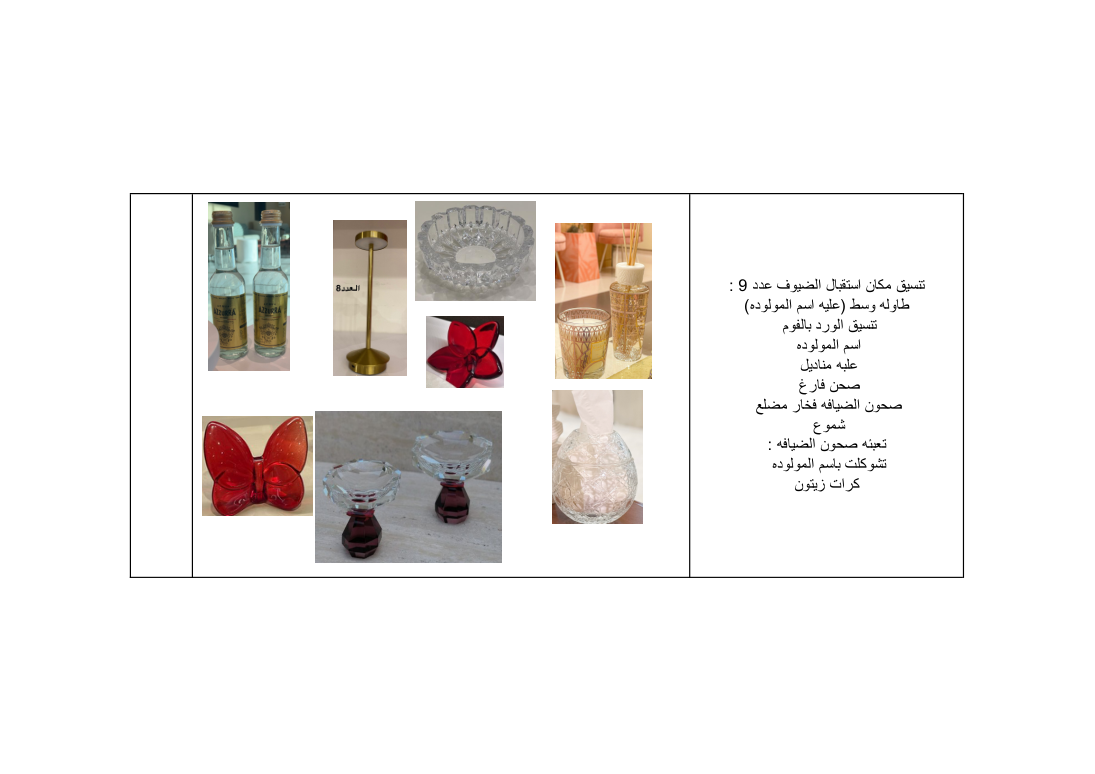 تنسيق مكان استقبال الضيوف عدد 9 :
طاوله وسط (عليه اسم المولوده)
تنسيق الورد بالفوم
اسم المولوده
علبه مناديل
صحن فارغ
صحون الضيافه فخار مضلع
شموع
تعبئه صحون الضيافه :
تشوكلت باسم المولوده
كرات زيتون
العدد8
AZZURRA